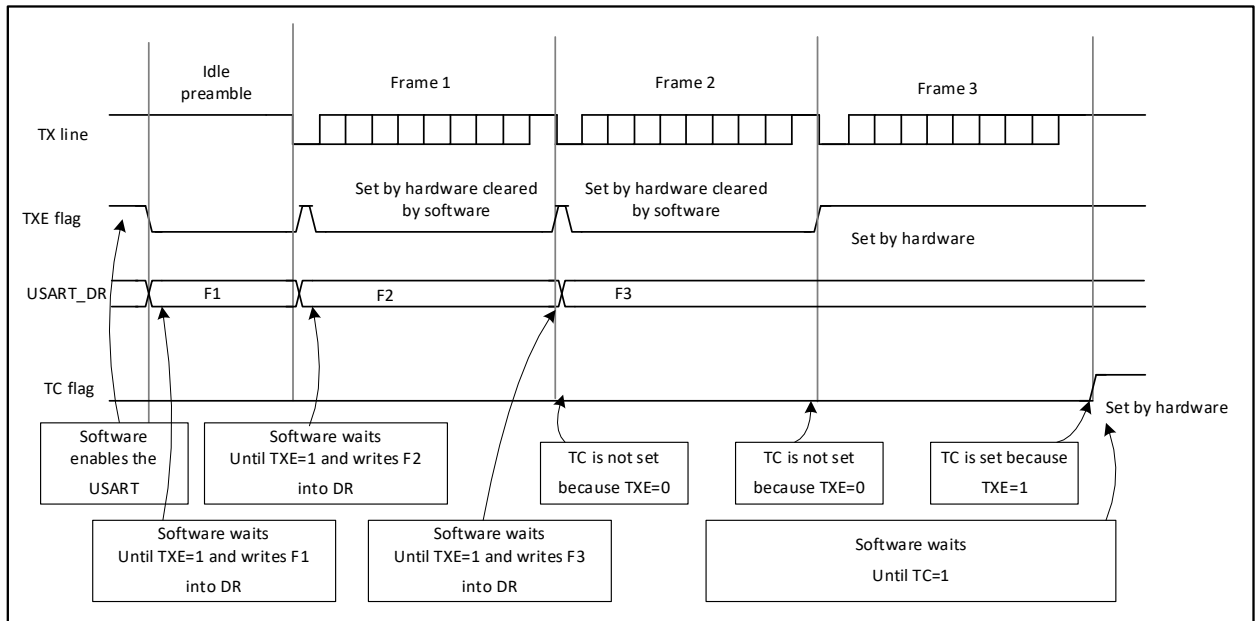 Idle
preamble
Frame 1
Frame 2
Frame 3
TX line
Set by hardware cleared
by software
Set by hardware cleared
by software
TXE flag
Set by hardware
USART_DR
F1
F2
F3
TC flag
Set by hardware
Software
enables the
USART
Software waits
Until TXE=1 and writes F2
into DR
TC is not set
because TXE=0
TC is not set
because TXE=0
TC is set because
TXE=1
Software waits
Until TXE=1 and writes F1
into DR
Software waits
Until TXE=1 and writes F3
into DR
Software waits
Until TC=1